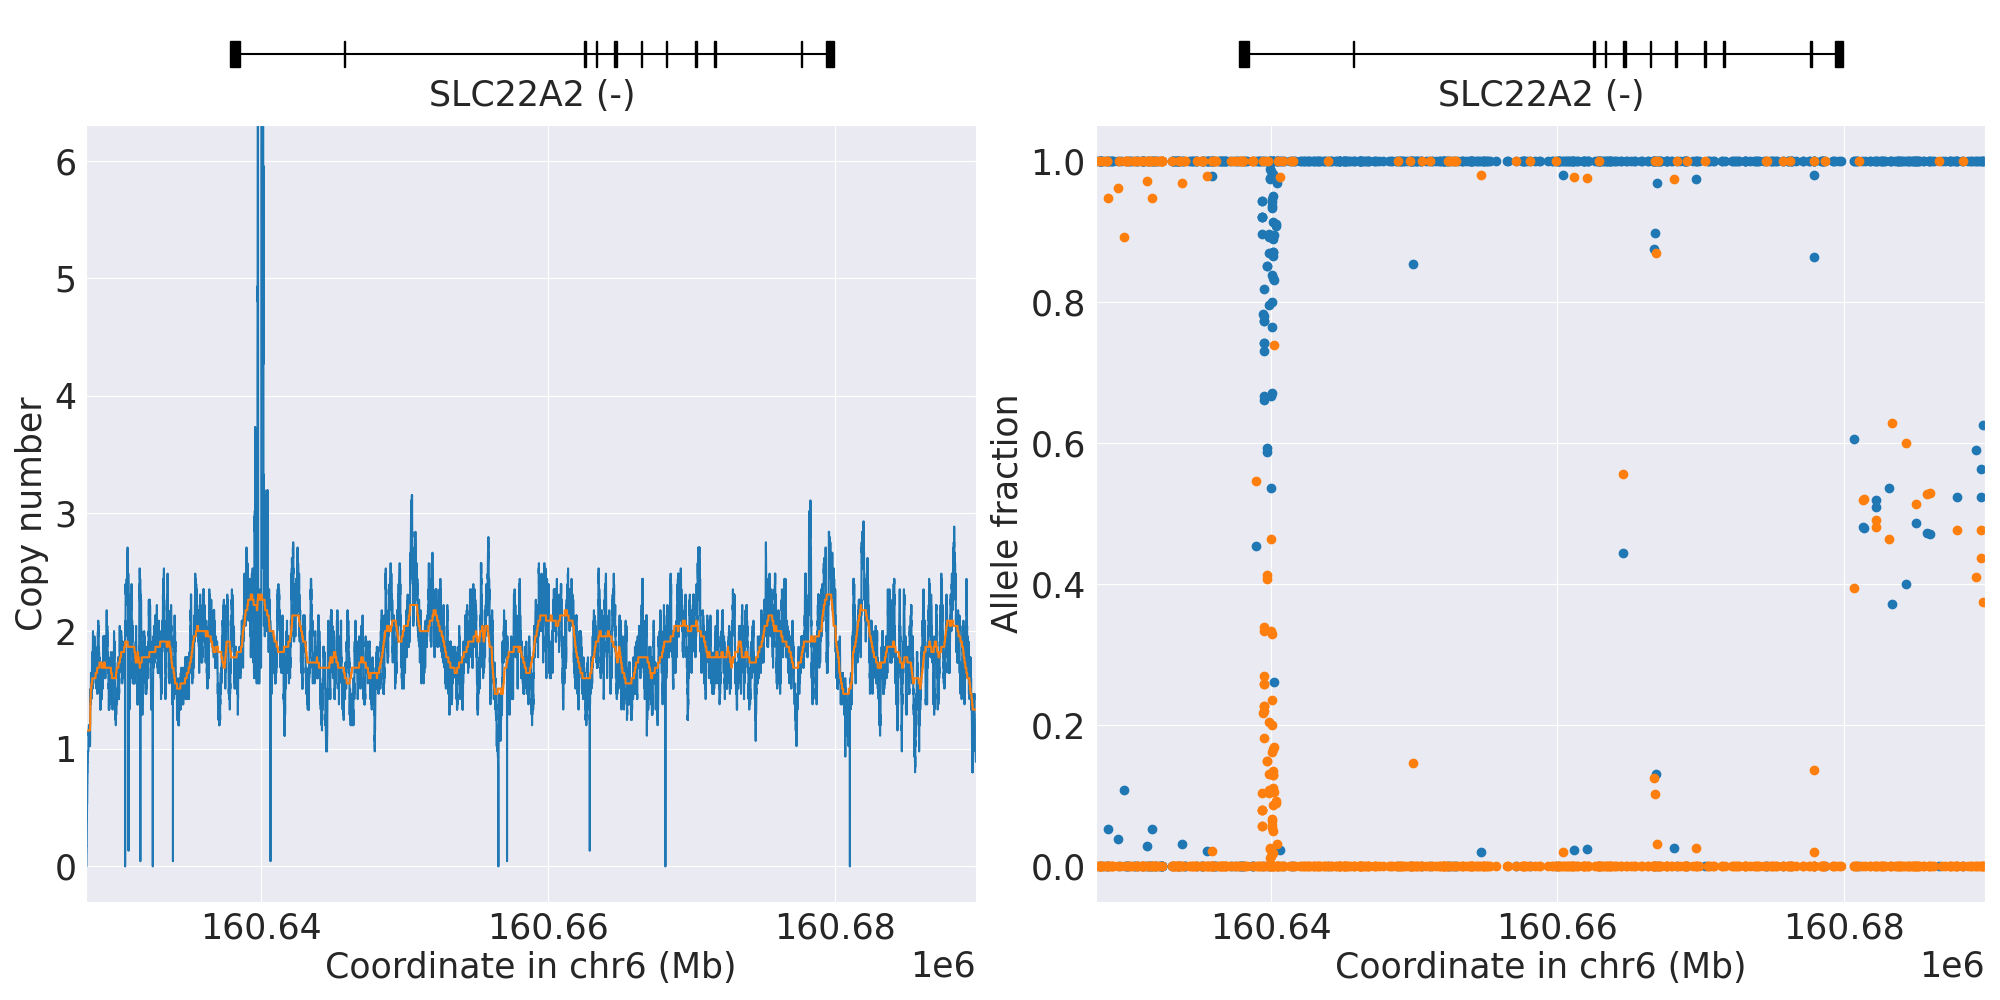 SLC22A2 (-)
Copy number
6
5
4
3
2
1
0
160.64
160.66
160.68
Coordinate in chr6 (Mb)
1e6
SLC22A2 (-)
Allele fraction
1.0
0.8
0.6
0.4
0.2
0.0
160.64
160.66
160.68
Coordinate in chr6 (Mb)
1e6